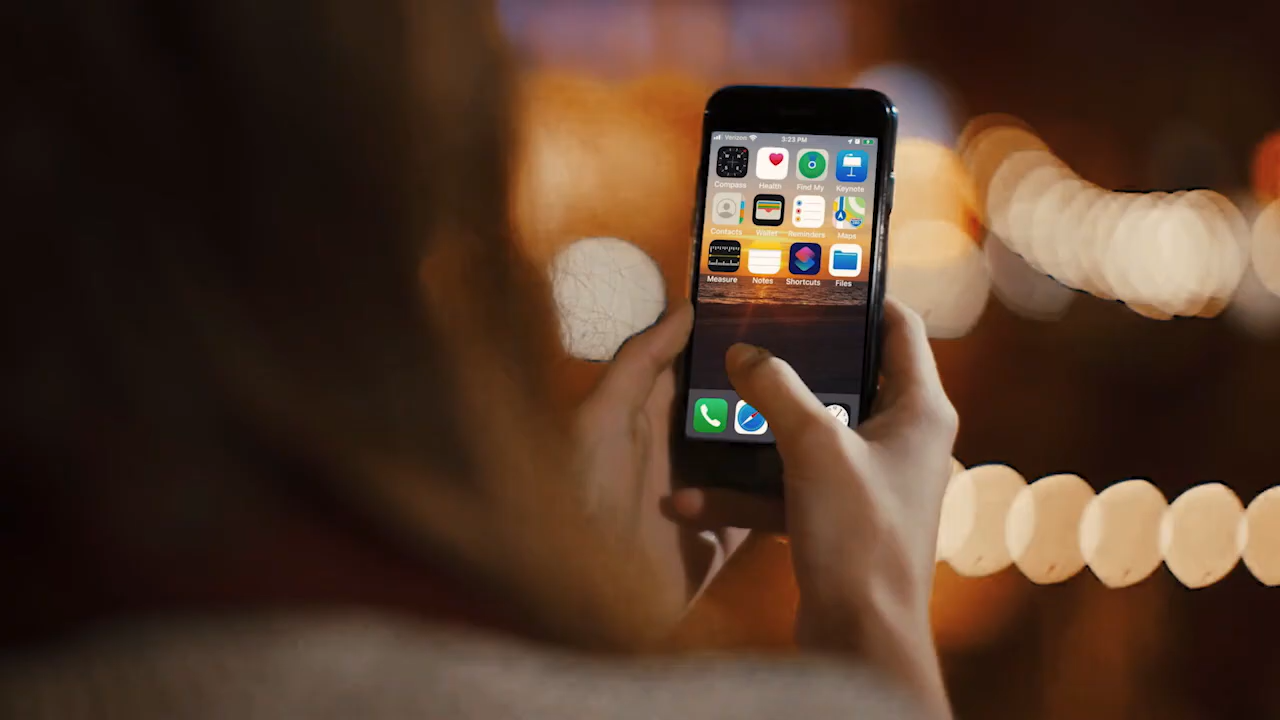 Verizon 3:23 PM
Compass Health Find My Keynote
Contacts Wallet Reminders Maps
Measure Notes Shortcuts Files